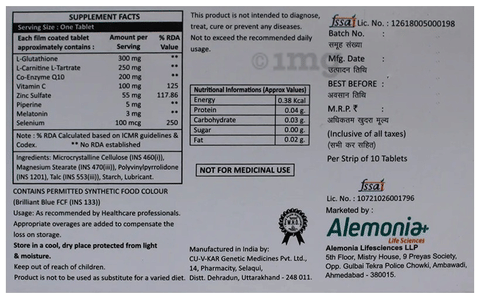 SUPPLEMENT FACTS
Serving Size : One Tablet
Each film coated tablet approximately contains : Amount per Serving % RDA Value
L-Glutathione 300 mg **
L-Carnitine L-Tartrate 250 mg **
Co-Enzyme Q10 200 mg **
Vitamin C 100 mg 125
Zinc Sulfate 55 mg 117.86
Piperine 5 mg **
Melatonin 3 mg **
Selenium 100 mcg 250
Note : % RDA Calculated based on ICMR guidelines &
Codex. ** No RDA established
Ingredients: Microcrystalline Cellulose (INS 460(i)),
Magnesium Stearate (INS 470(iii)), Polyvinylpyrrolidone
(INS 1201), Talc (INS 553(iii)), Starch, Lubricant.
CONTAINS PERMITTED SYNTHETIC FOOD COLOUR
(Brilliant Blue FCF (INS 133))
Usage: As recommended by Healthcare professionals.
Appropriate overages are added to compensate the
loss on storage.
Store in a cool, dry place protected from light
& moisture.
Keep out of reach of children.
Product is not to be used as substitute for a varied diet.
This product is not intended to diagnose,
treat, cure or prevent any diseases.
Not to exceed the recommended daily
usage.
1mg
Nutritional Informations (Approx Values)
Energy 0.38 Kcal
Protein 0.04 g.
Carbohydrate 0.03 g.
Sugar 0.00 g.
Fat 0.02 g.
NOT FOR MEDICINAL USE
Manufactured in India by:
CU-V-KAR Genetic Medicines Pvt. Ltd.,
14, Pharmacity, Selaqui,
Distt. Dehradun, Uttarakhand - 248 011.
fssai Lic. No. : 12618005000198
Batch No. :
समूह संख्या
Mfg. Date :
उत्पादन तिथि
BEST BEFORE :
अवसान तिथि
M.R.P. ₹ :
अधिकतम खुदरा मूल्य
(Inclusive of all taxes)
(सभी कर सहित)
Per Strip of 10 Tablets
fssai
Lic. No. : 10721026001796
Marketed by :
Alemonia+
Life Sciences
Alemonia Lifesciences LLP
5th Floor, Mistry House, 9 Preyas Society,
Opp. Gulbai Tekra Police Chowki, Ambawadi,
Ahmedabad - 380015.